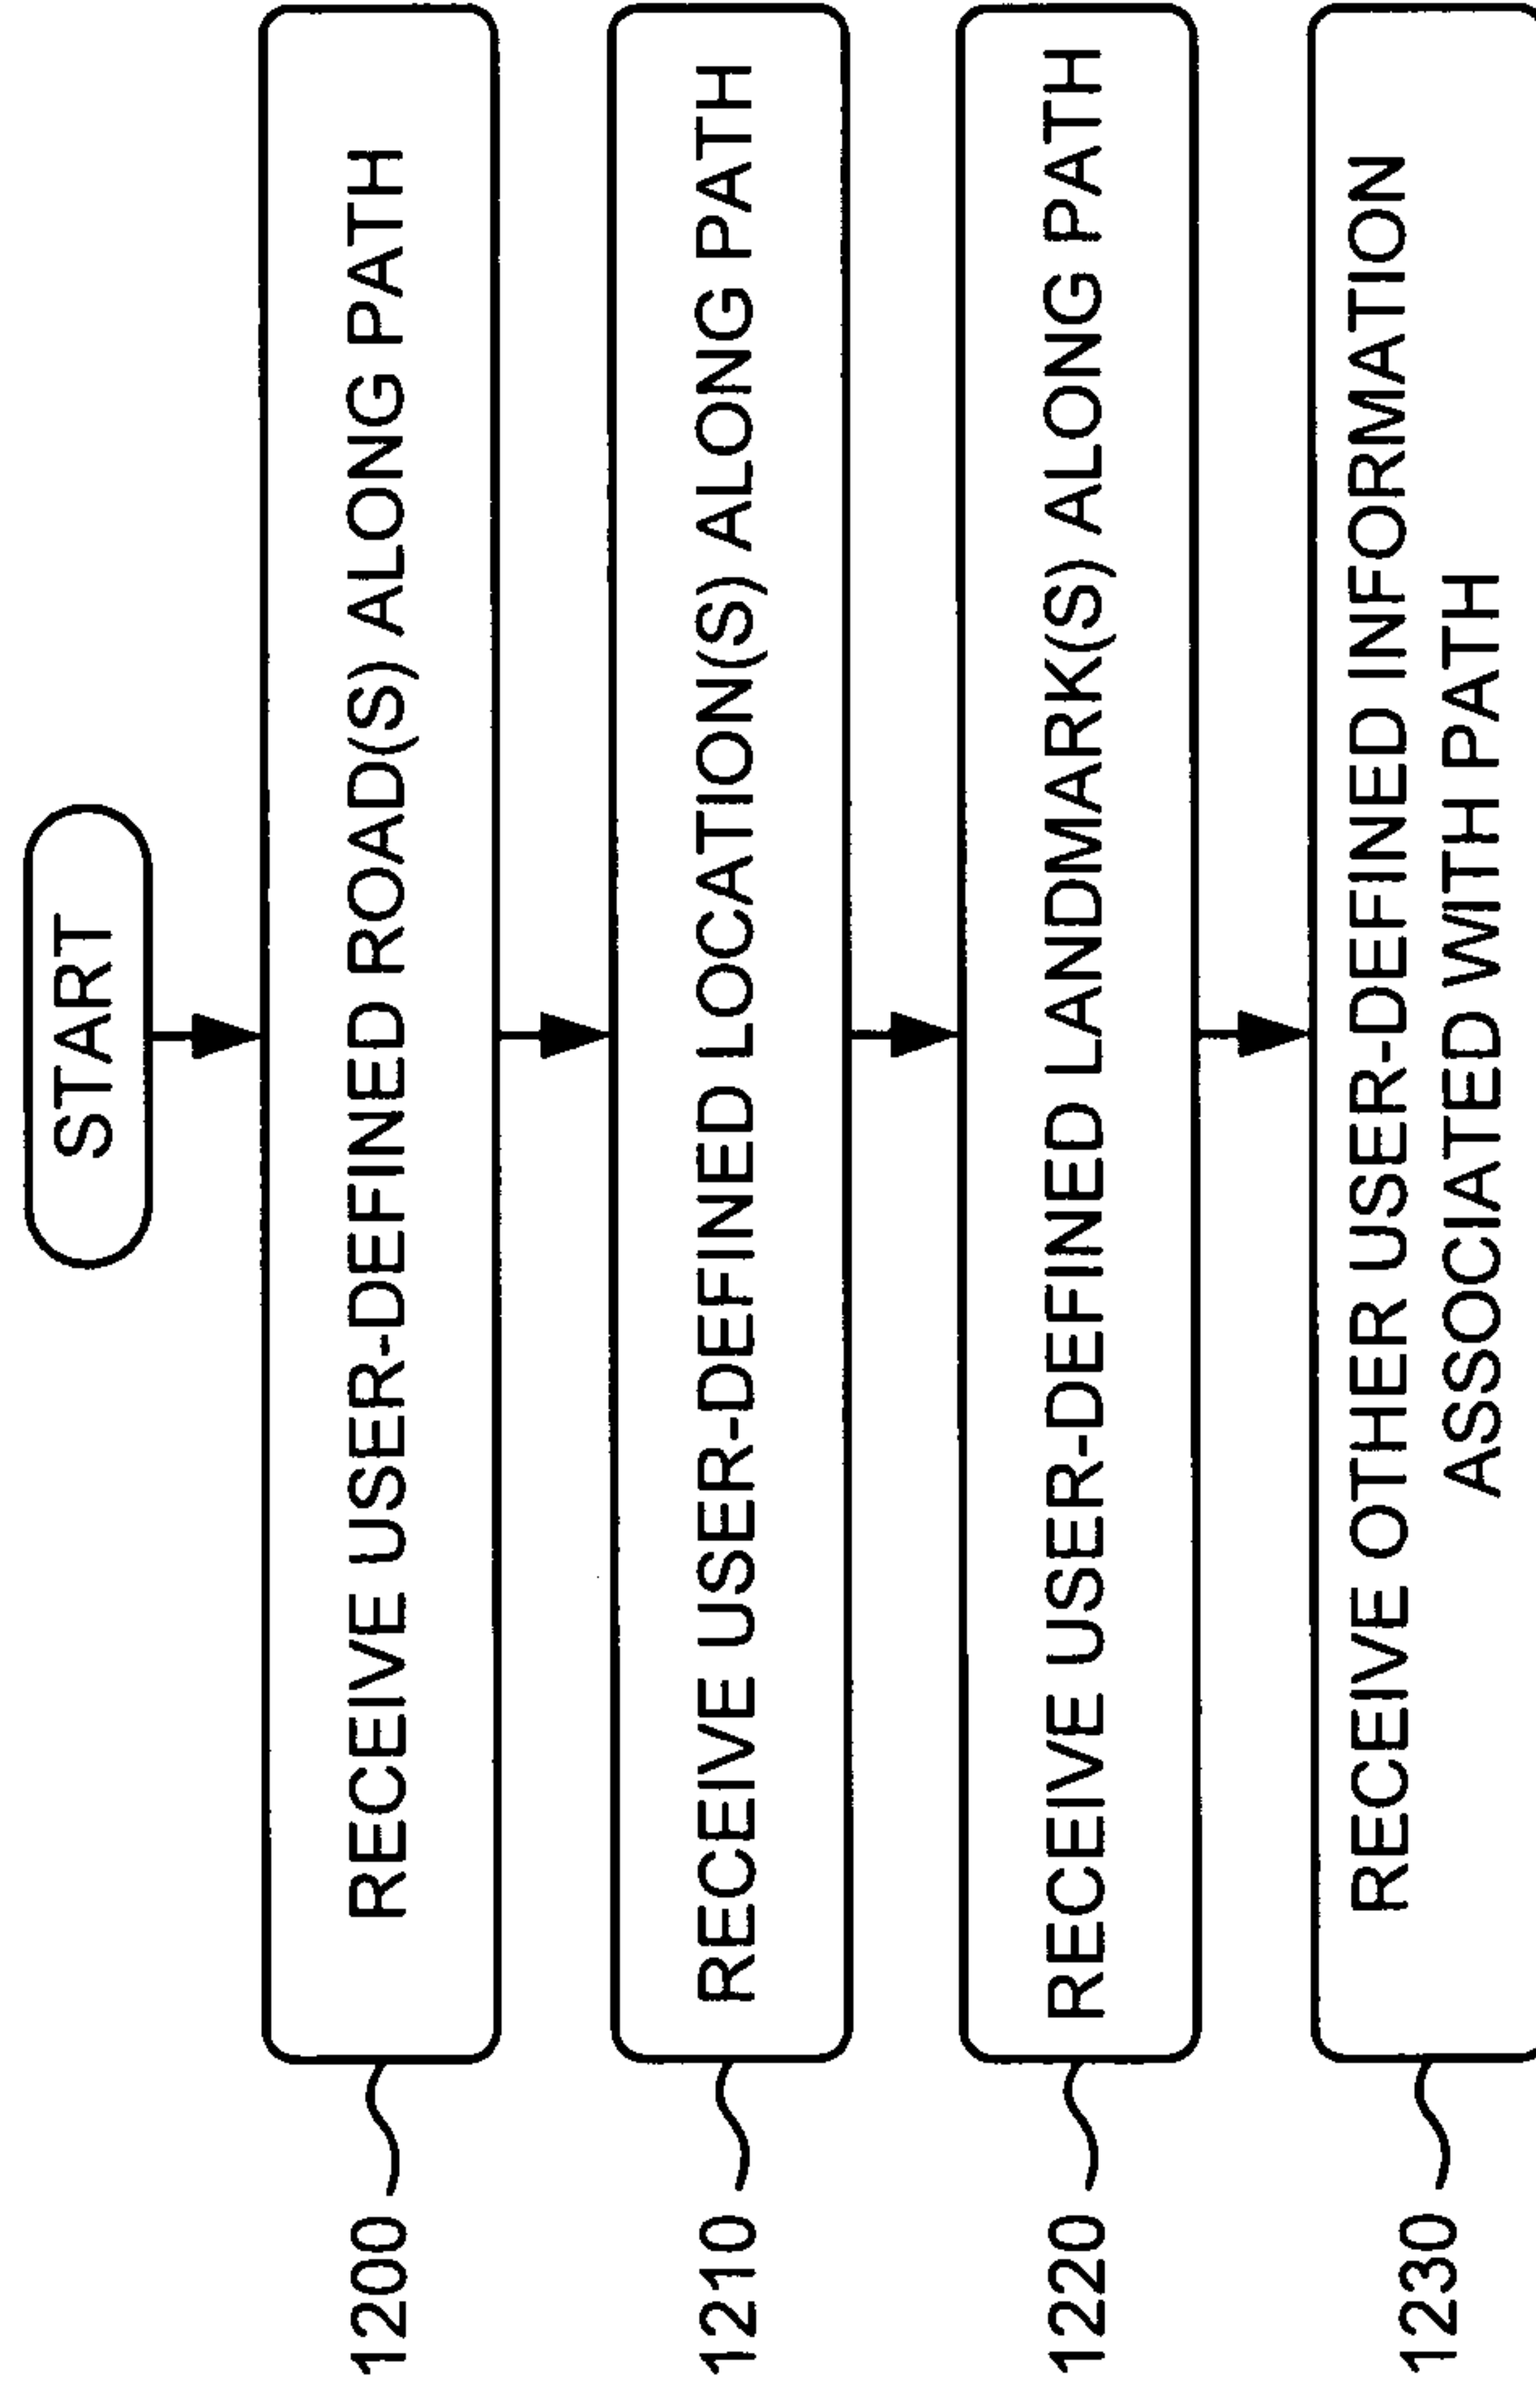 START
1200
RECEIVE USER-DEFINED ROAD(S) ALONG PATH
1210
RECEIVE USER-DEFINED LOCATION(S) ALONG PATH
1220
RECEIVE USER-DEFINED LANDMARK(S) ALONG PATH
1230
RECEIVE OTHER USER-DEFINED INFORMATION
ASSOCIATED WITH PATH